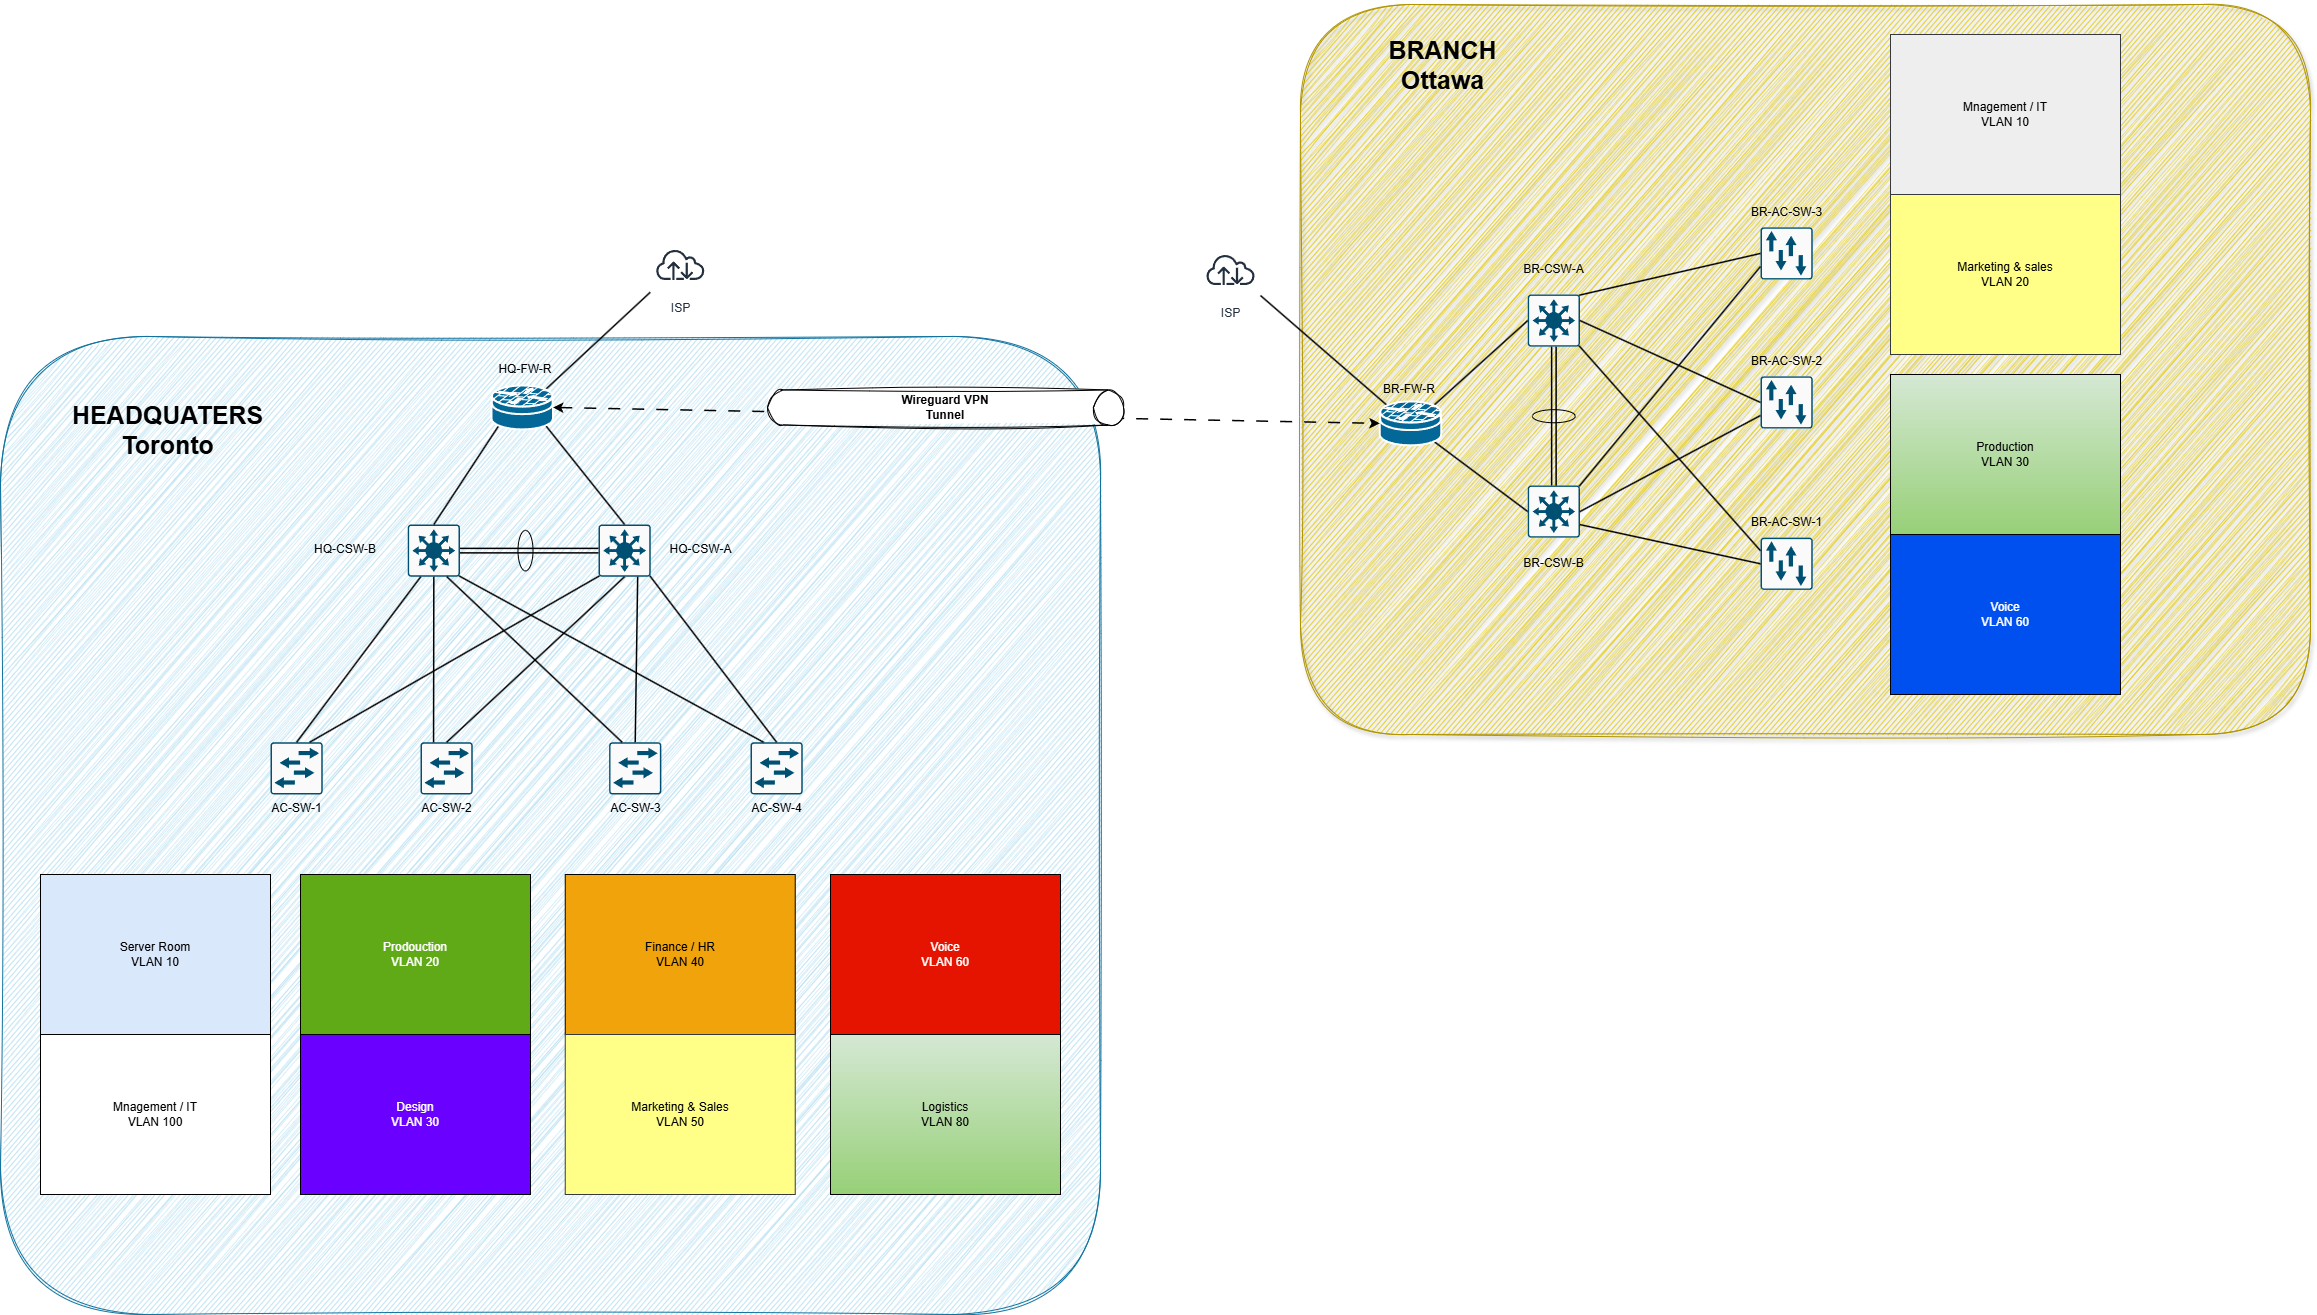 BRANCH
Ottawa
Mnagement / IT
VLAN 10
Marketing & sales
VLAN 20
Production
VLAN 30
Voice
VLAN 60
BR-AC-SW-3
BR-AC-SW-2
BR-AC-SW-1
BR-CSW-A
BR-CSW-B
BR-FW-R
ISP
ISP
Wireguard VPN
Tunnel
HEADQUATERS
Toronto
HQ-FW-R
HQ-CSW-B
HQ-CSW-A
AC-SW-1
AC-SW-2
AC-SW-3
AC-SW-4
Server Room
VLAN 10
Prodouction
VLAN 20
Finance / HR
VLAN 40
Voice
VLAN 60
Mnagement / IT
VLAN 100
Design
VLAN 30
Marketing & Sales
VLAN 50
Logistics
VLAN 80